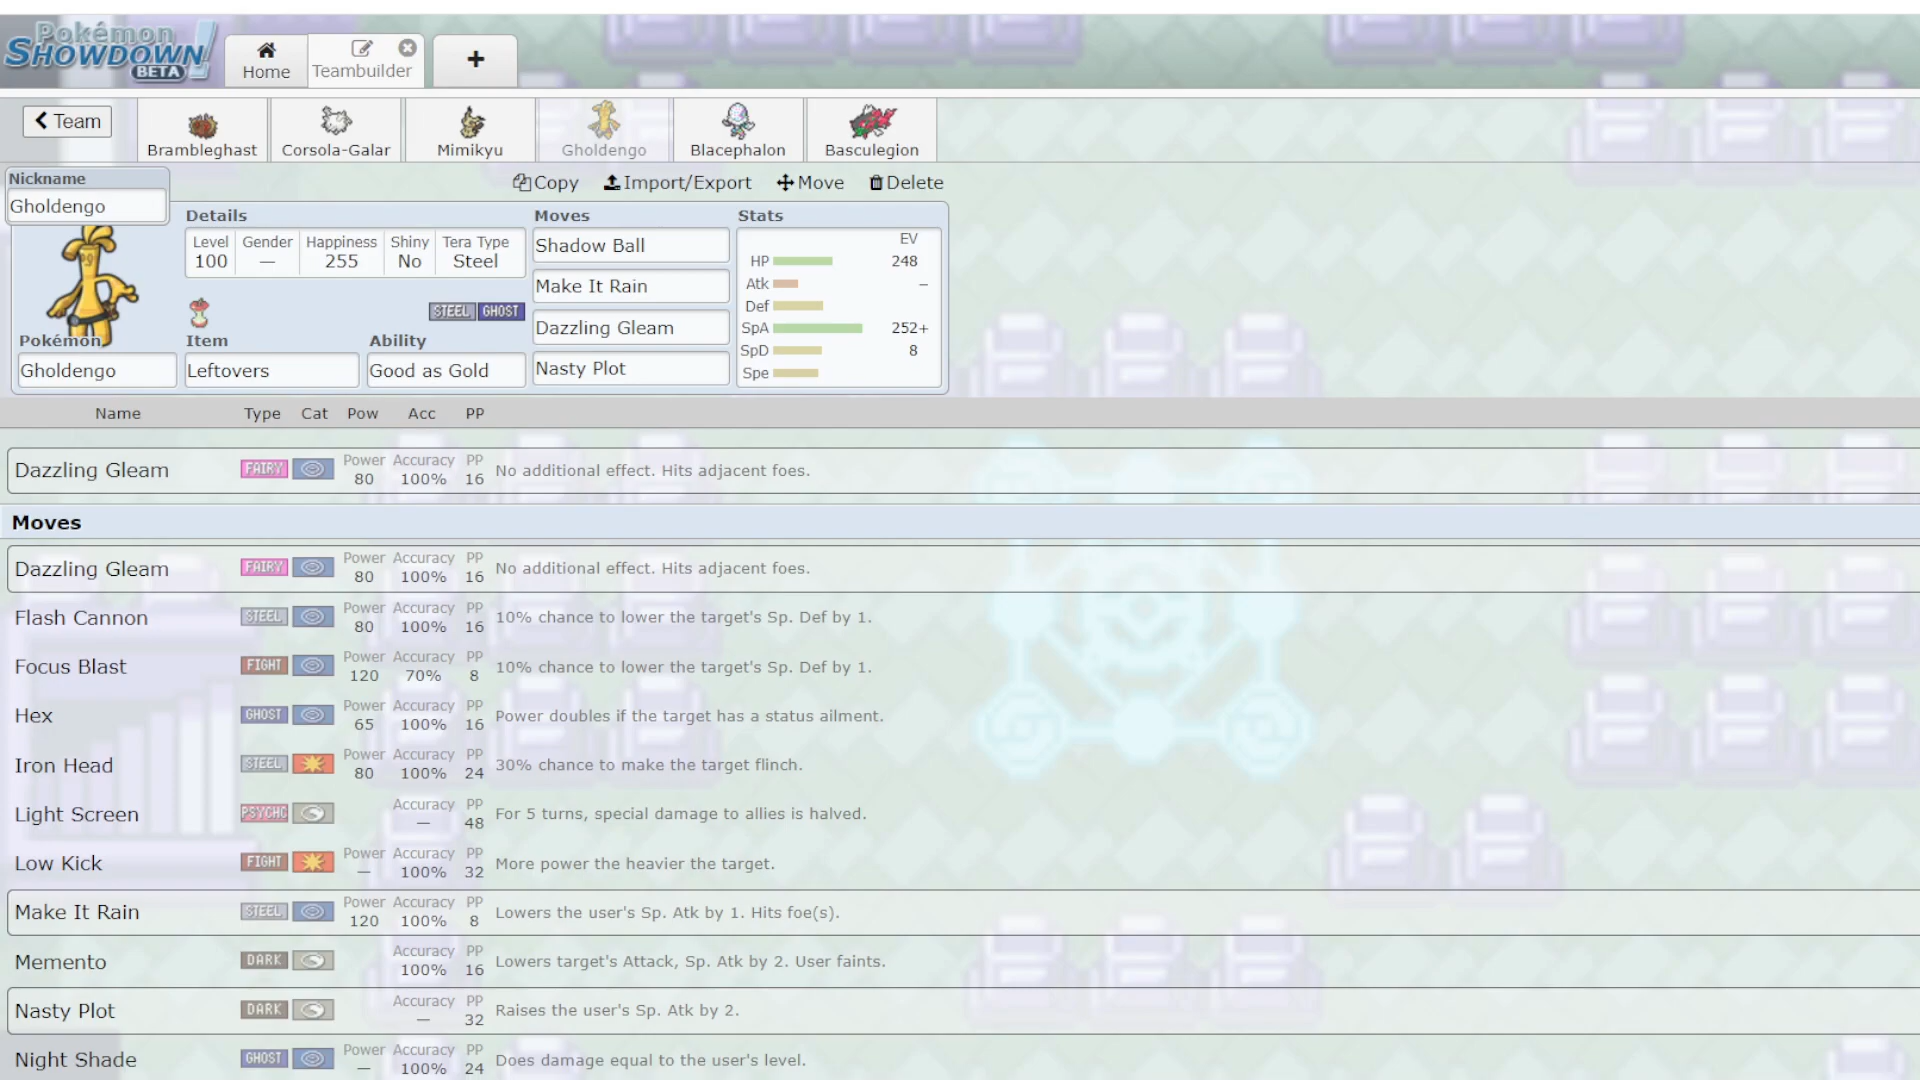 Pokémon
SHOWDOWN!
BETA
Home
Teambuilder
+
Team
Brambleghast
Corsola-Galar
Mimikyu
Gholdengo
Blacephalon
Basculegion
Nickname
Gholdengo
Copy
Import/Export
Move
Delete
Details
Moves
Stats
Level
Gender
Happiness
Shiny
Tera Type
100
—
255
No
Steel
STEEL
GHOST
Pokémon
Item
Ability
Gholdengo
Leftovers
Good as Gold
Shadow Ball
Make It Rain
Dazzling Gleam
Nasty Plot
EV
HP 248
Atk –
Def
SpA 252+
SpD 8
Spe
Name Type Cat Pow Acc PP
Dazzling Gleam FAIRY Power 80 Accuracy 100% PP 16 No additional effect. Hits adjacent foes.
Moves
Dazzling Gleam FAIRY Power 80 Accuracy 100% PP 16 No additional effect. Hits adjacent foes.
Flash Cannon STEEL Power 80 Accuracy 100% PP 16 10% chance to lower the target's Sp. Def by 1.
Focus Blast FIGHT Power 120 Accuracy 70% PP 8 10% chance to lower the target's Sp. Def by 1.
Hex GHOST Power 65 Accuracy 100% PP 16 Power doubles if the target has a status ailment.
Iron Head STEEL Power 80 Accuracy 100% PP 24 30% chance to make the target flinch.
Light Screen PSYCHC Accuracy — PP 48 For 5 turns, special damage to allies is halved.
Low Kick FIGHT Power — Accuracy 100% PP 32 More power the heavier the target.
Make It Rain STEEL Power 120 Accuracy 100% PP 8 Lowers the user's Sp. Atk by 1. Hits foe(s).
Memento DARK Accuracy 100% PP 16 Lowers target's Attack, Sp. Atk by 2. User faints.
Nasty Plot DARK Accuracy — PP 32 Raises the user's Sp. Atk by 2.
Night Shade GHOST Power — Accuracy 100% PP 24 Does damage equal to the user's level.